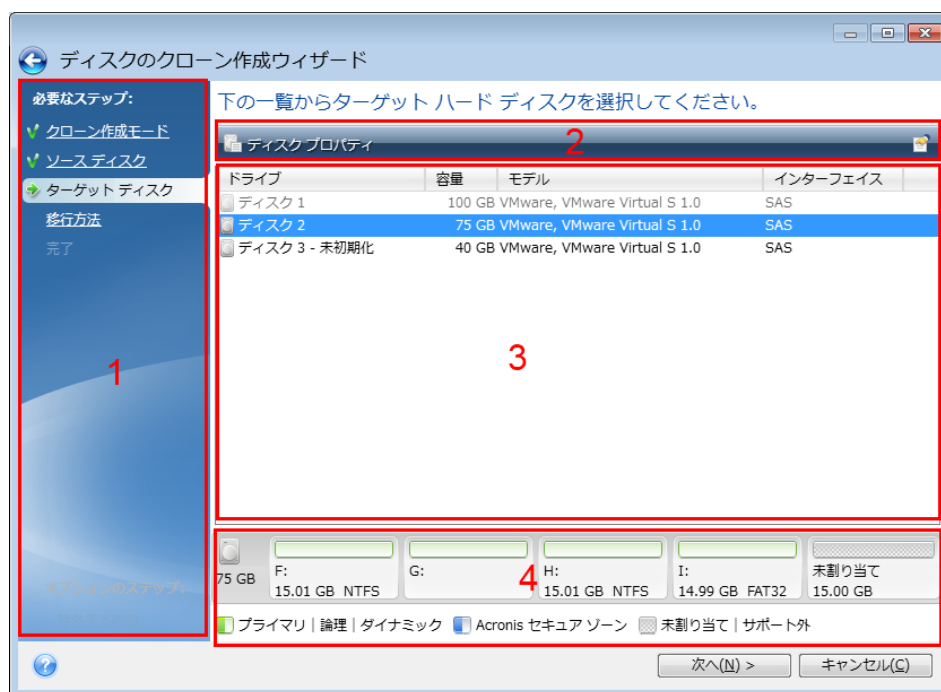 ディスクのクローン作成ウィザード
必要なステップ:
クローン作成モード
ソース ディスク
ターゲット ディスク
移行方法
完了
1
下の一覧からターゲット ハード ディスクを選択してください。
ディスク プロパティ
2
ドライブ 容量 モデル インターフェイス
ディスク 1 100 GB VMware, VMware Virtual S 1.0 SAS
ディスク 2 75 GB VMware, VMware Virtual S 1.0 SAS
ディスク 3 - 未初期化 40 GB VMware, VMware Virtual S 1.0 SAS
3
75 GB
F:
15.01 GB NTFS
G:
4
H:
15.01 GB NTFS
I:
14.99 GB FAT32
未割り当て
15.00 GB
プライマリ | 論理 | ダイナミック Acronis セキュア ゾーン 未割り当て | サポート外
次へ(N) > キャンセル(C)